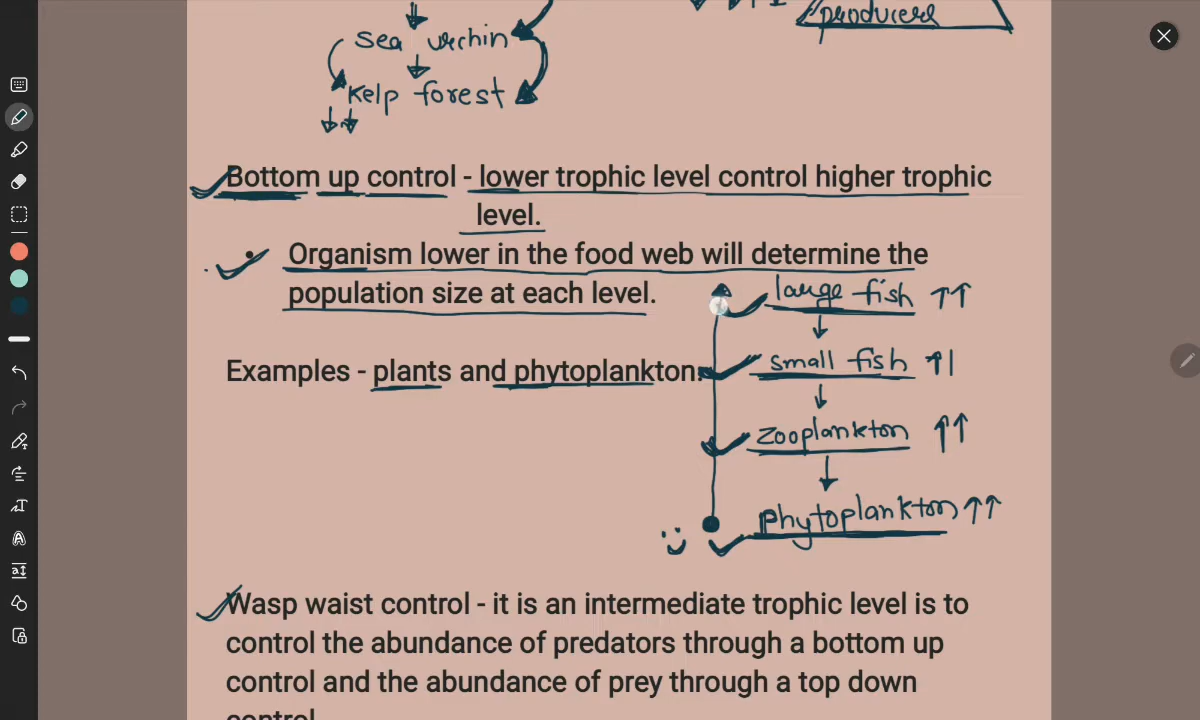 producers
Sea urchin
Kelp forest
Bottom up control - lower trophic level control higher trophic
level.
Organism lower in the food web will determine the
population size at each level.
large fish
Examples - plants and phytoplankton.
small fish
zooplankton
phytoplankton
Wasp waist control - it is an intermediate trophic level is to
control the abundance of predators through a bottom up
control and the abundance of prey through a top down
control.